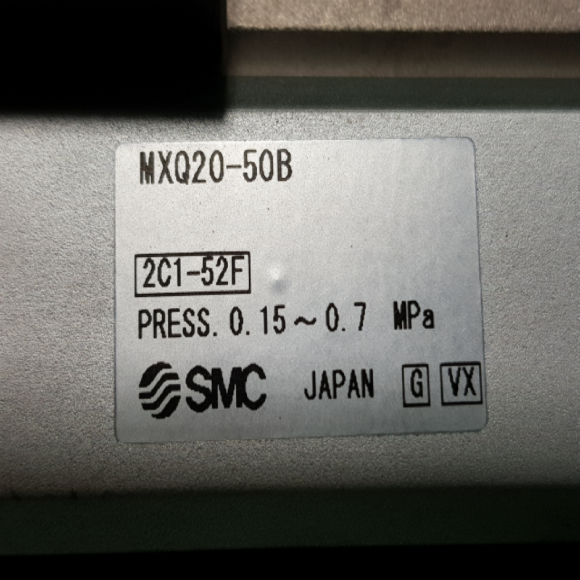 MXQ20-50B
2C1-52F
PRESS. 0.15~0.7 MPa
SMC JAPAN G VX